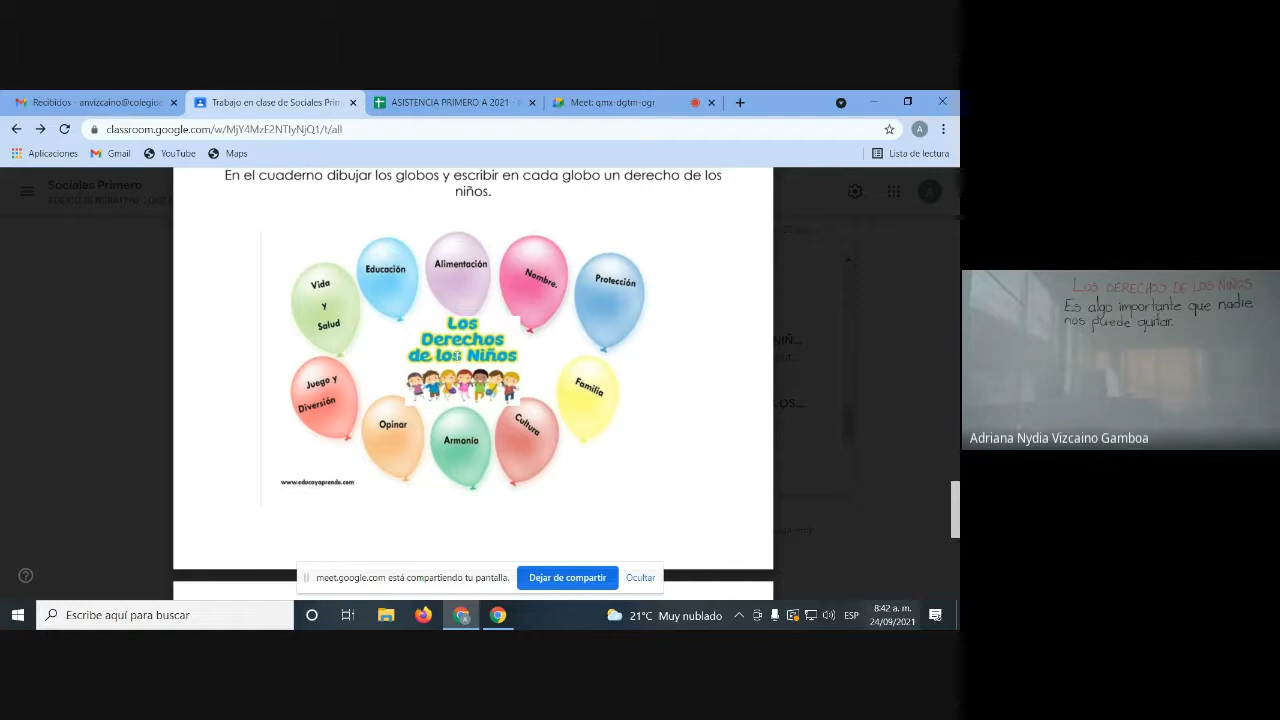 Recibidos - anvizcaino@colegioe
Trabajo en clase de Sociales Prim
ASISTENCIA PRIMERO A 2021 -
Meet: qmx-dgtm-ogr
classroom.google.com/w/MjY4MzE2NTIyNjQ1/t/all
Aplicaciones
Gmail
YouTube
Maps
Lista de lectura
Sociales Primero
En el cuaderno dibujar los globos y escribir en cada globo un derecho de los
niños.
Vida
y
Salud
Educación
Alimentación
Nombre.
Protección
Los
Derechos
de los Niños
Juego y
Diversión
Opinar
Armonía
Cultura
Familia
www.educayaprende.com
meet.google.com está compartiendo tu pantalla.
Dejar de compartir
Ocultar
Escribe aquí para buscar
21°C Muy nublado
ESP
8:42 a. m.
24/09/2021
LOS DERECHOS DE LOS NIÑOS
Es algo importante que nadie
nos puede quitar.
Adriana Nydia Vizcaino Gamboa